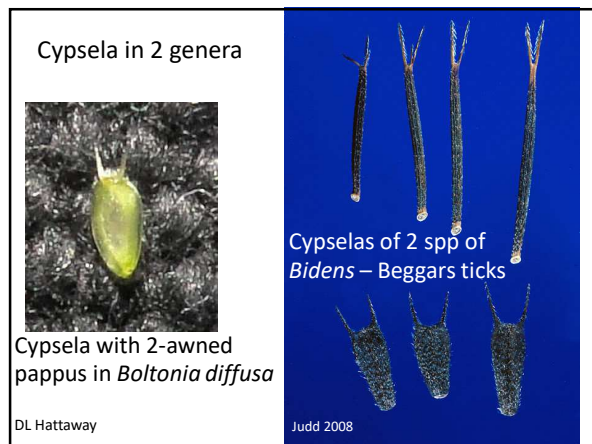 Cypsela in 2 genera
Cypsela with 2-awned
pappus in Boltonia diffusa
DL Hattaway
Cypselas of 2 spp of
Bidens – Beggars ticks
Judd 2008